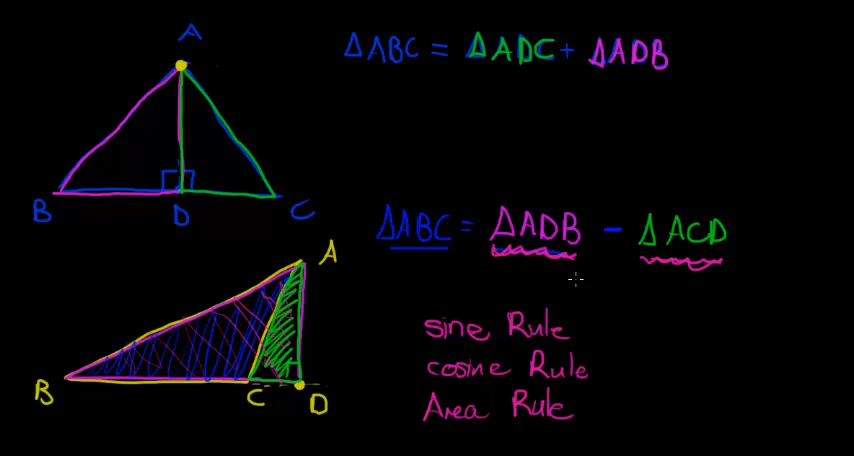 A
ΔABC = ΔADC + ΔADB
B D C
ΔABC = ΔADB - ΔACD
A
sine Rule
cosine Rule
B C D
Area Rule